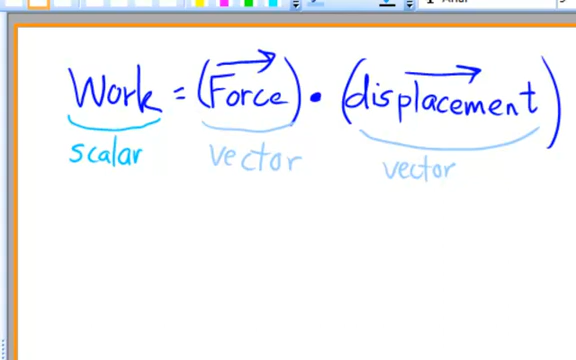 Work = (Force) • (displacement)
scalar vector vector